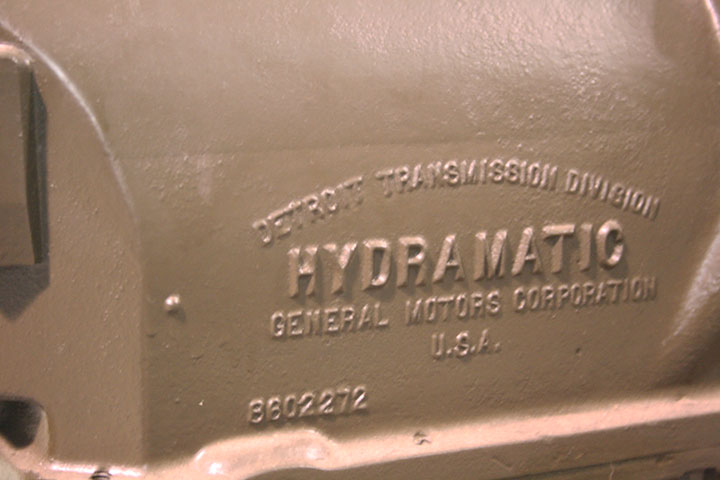 DETROIT TRANSMISSION DIVISION
HYDRAMATIC
GENERAL MOTORS CORPORATION
U.S.A.
8602272